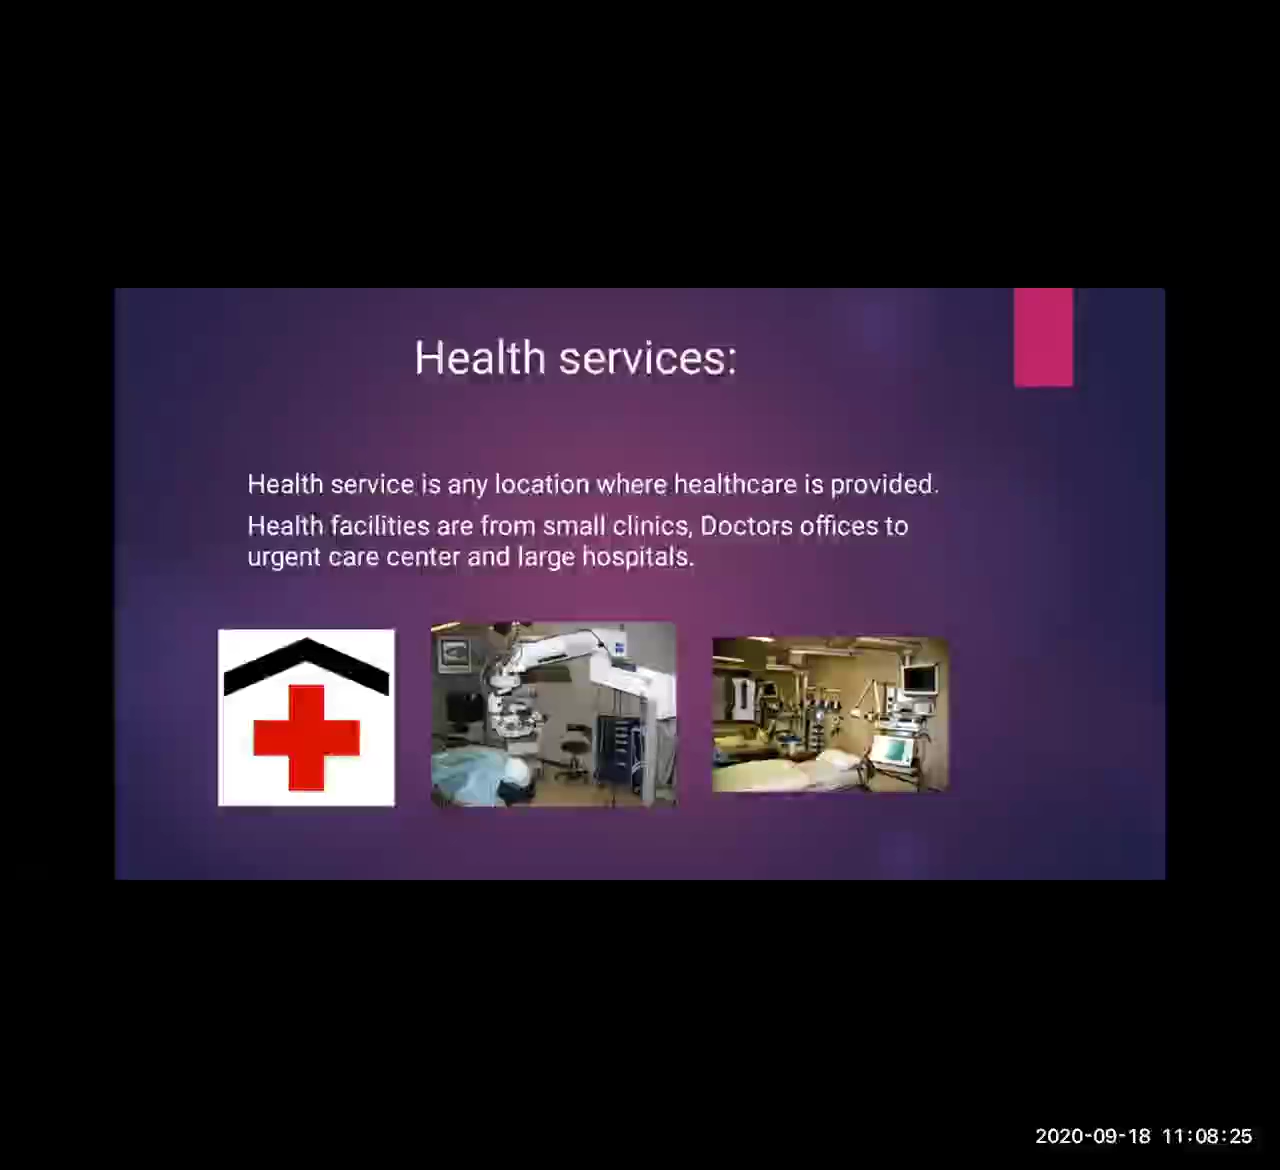 Health services:
Health service is any location where healthcare is provided.
Health facilities are from small clinics, Doctors offices to
urgent care center and large hospitals.
2020-09-18 11:08:25